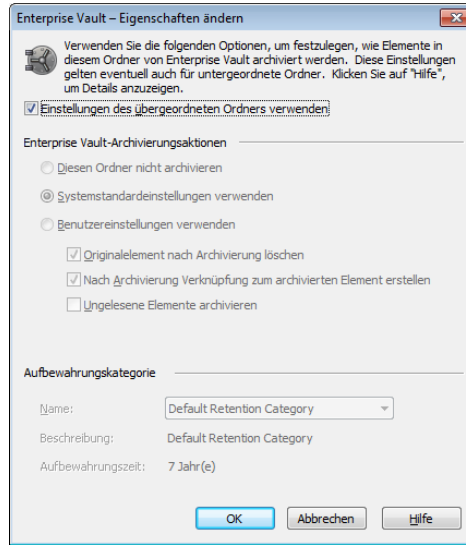 Enterprise Vault – Eigenschaften ändern
Verwenden Sie die folgenden Optionen, um festzulegen, wie Elemente in
diesem Ordner von Enterprise Vault archiviert werden. Diese Einstellungen
gelten eventuell auch für untergeordnete Ordner. Klicken Sie auf "Hilfe",
um Details anzuzeigen.
Einstellungen des übergeordneten Ordners verwenden
Enterprise Vault-Archivierungsaktionen
Diesen Ordner nicht archivieren
Systemstandardeinstellungen verwenden
Benutzereinstellungen verwenden
Originalelement nach Archivierung löschen
Nach Archivierung Verknüpfung zum archivierten Element erstellen
Ungelesene Elemente archivieren
Aufbewahrungskategorie
Name: Default Retention Category
Beschreibung: Default Retention Category
Aufbewahrungszeit: 7 Jahr(e)
OK Abbrechen Hilfe